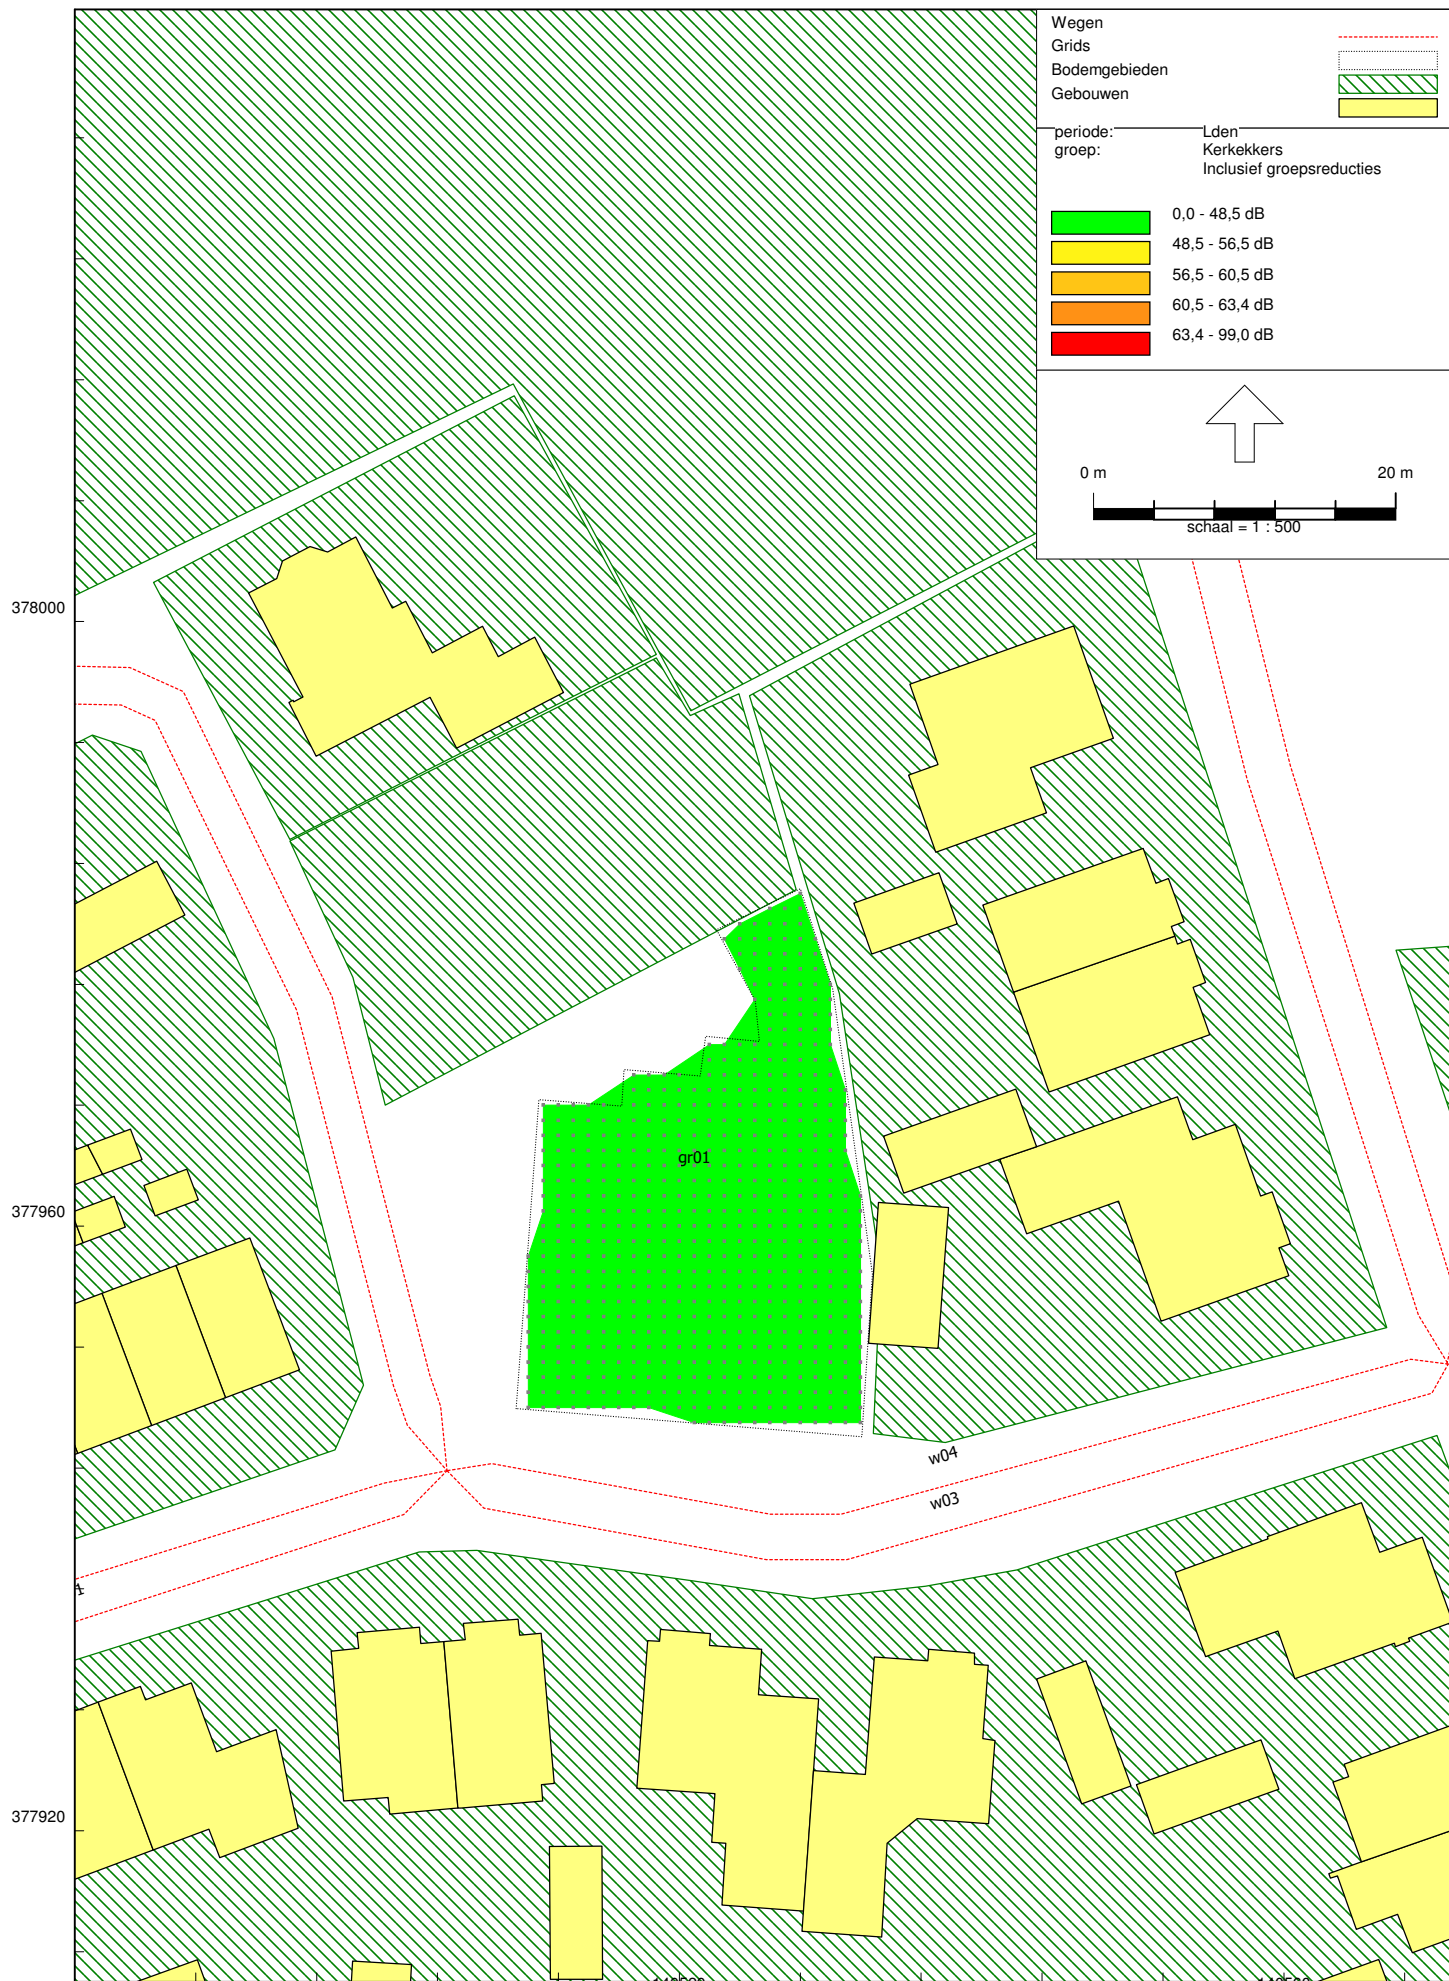 Wegen
Grids
Bodemgebieden
Gebouwen
periode: Lden
groep: Kerkekkers
Inclusief groepsreducties
0,0 - 48,5 dB
48,5 - 56,5 dB
56,5 - 60,5 dB
60,5 - 63,4 dB
63,4 - 99,0 dB
0 m 20 m
schaal = 1 : 500
378000
gr01
377960
w04
w03
377920